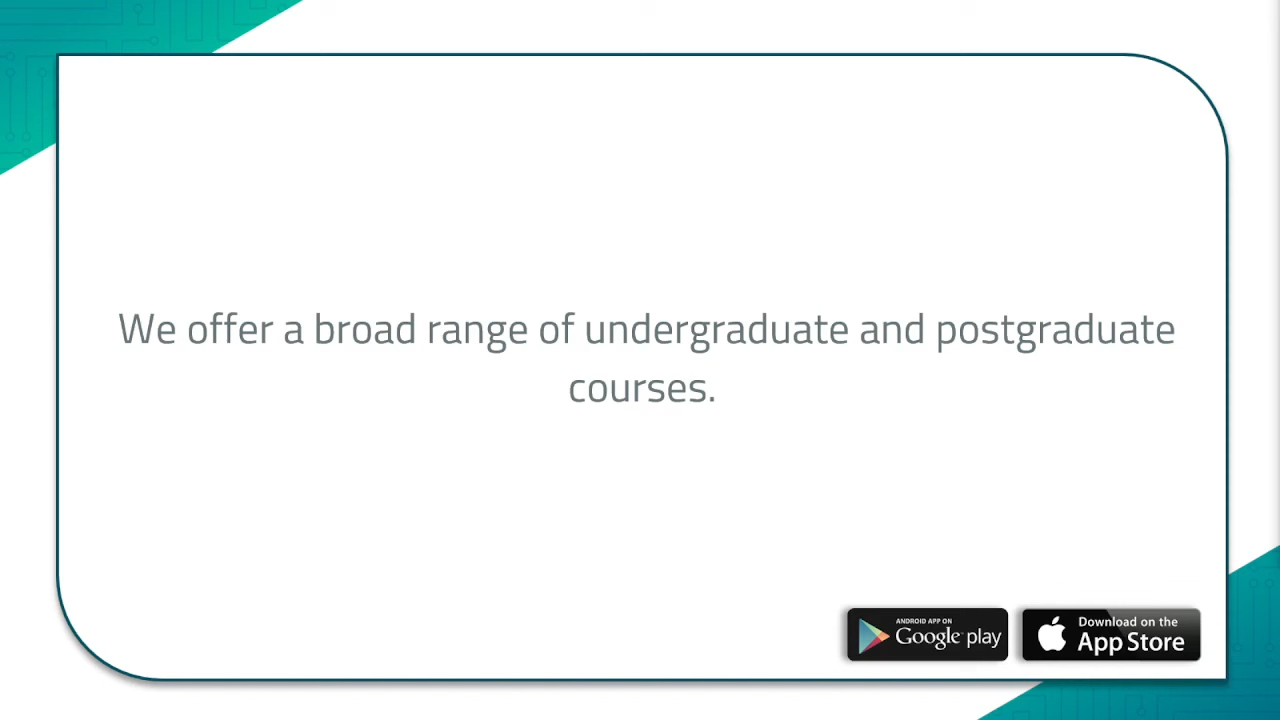 We offer a broad range of undergraduate and postgraduate
courses.
ANDROID APP ON
Google play
Download on the
App Store